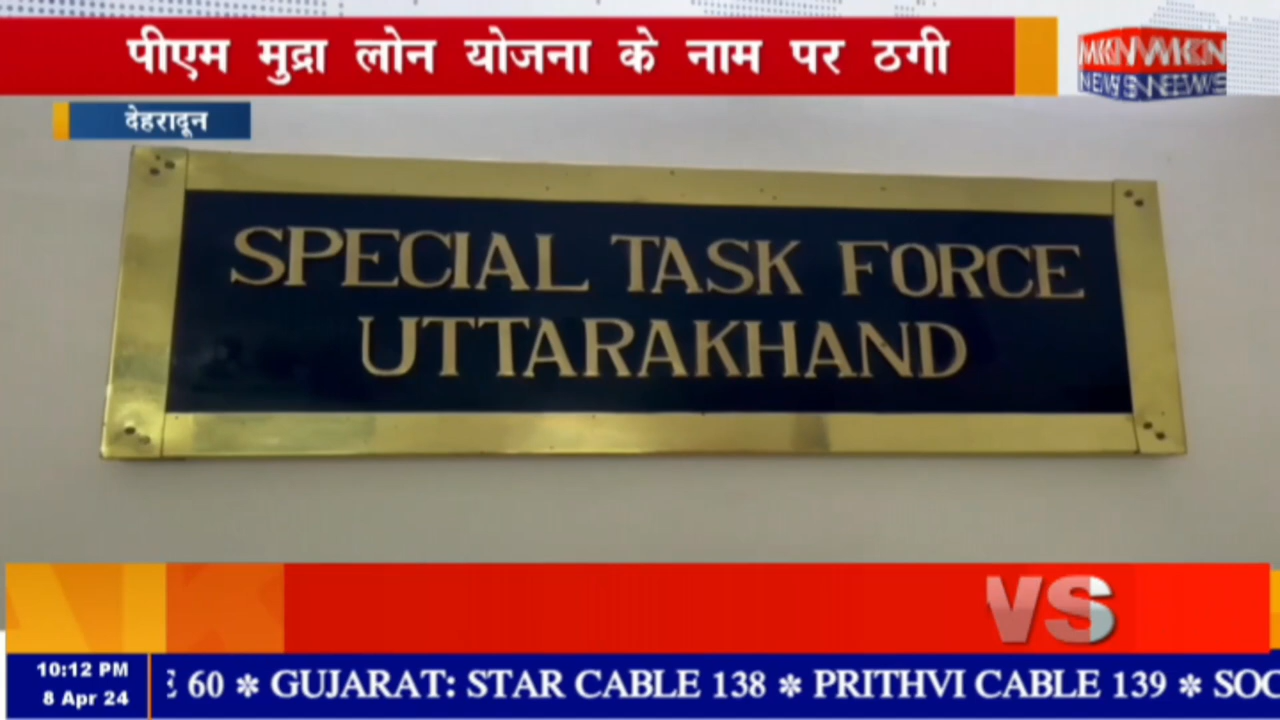 पीएम मुद्रा लोन योजना के नाम पर ठगी
देहरादून
SPECIAL TASK FORCE
UTTARAKHAND
VS
10:12 PM
8 Apr 24
60 ❄ GUJARAT: STAR CABLE 138 ❄ PRITHVI CABLE 139 ❄